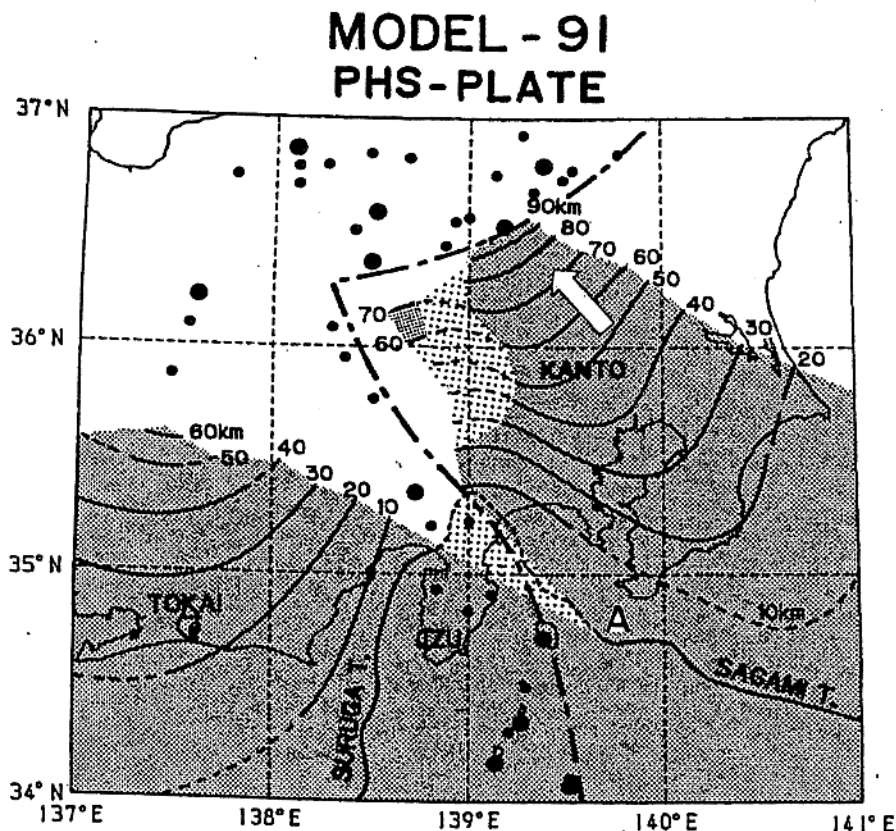 MODEL-91
PHS-PLATE
37°N
90km
80
70
60
50
40
30
20
70
60
36°N
KANTO
60km
50
40
30
20
10
35°N
TOKAI
IZU
A
10km
SURUGA T.
SAGAMI T.
34°N
137°E
138°E
139°E
140°E
141°E